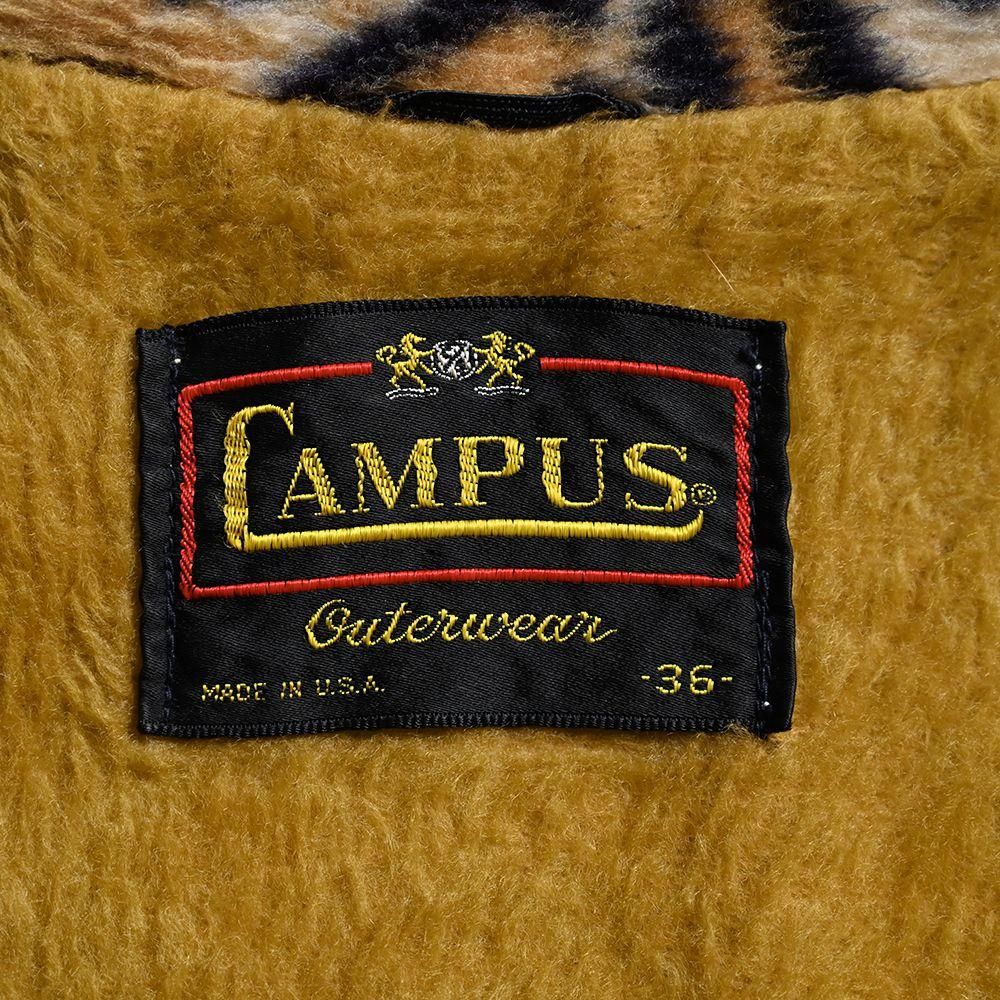 CAMPUS®
Outerwear
MADE IN U.S.A. -36-